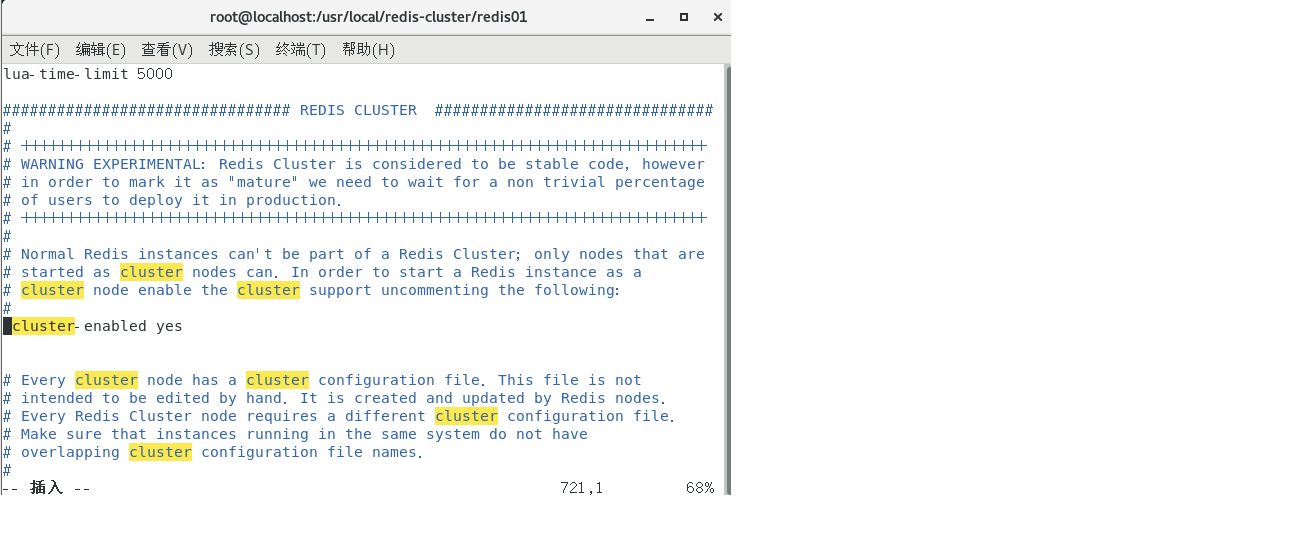 root@localhost:/usr/local/redis-cluster/redis01
文件(F) 编辑(E) 查看(V) 搜索(S) 终端(T) 帮助(H)
lua-time-limit 5000
################################ REDIS CLUSTER  ###############################
#
# ++++++++++++++++++++++++++++++++++++++++++++++++++++++++++++++++++++++++++++
# WARNING EXPERIMENTAL: Redis Cluster is considered to be stable code, however
# in order to mark it as "mature" we need to wait for a non trivial percentage
# of users to deploy it in production.
# ++++++++++++++++++++++++++++++++++++++++++++++++++++++++++++++++++++++++++++
#
# Normal Redis instances can't be part of a Redis Cluster; only nodes that are
# started as cluster nodes can. In order to start a Redis instance as a
# cluster node enable the cluster support uncommenting the following:
#
cluster-enabled yes
# Every cluster node has a cluster configuration file. This file is not
# intended to be edited by hand. It is created and updated by Redis nodes.
# Every Redis Cluster node requires a different cluster configuration file.
# Make sure that instances running in the same system do not have
# overlapping cluster configuration file names.
#
-- 插入 -- 721,1 68%